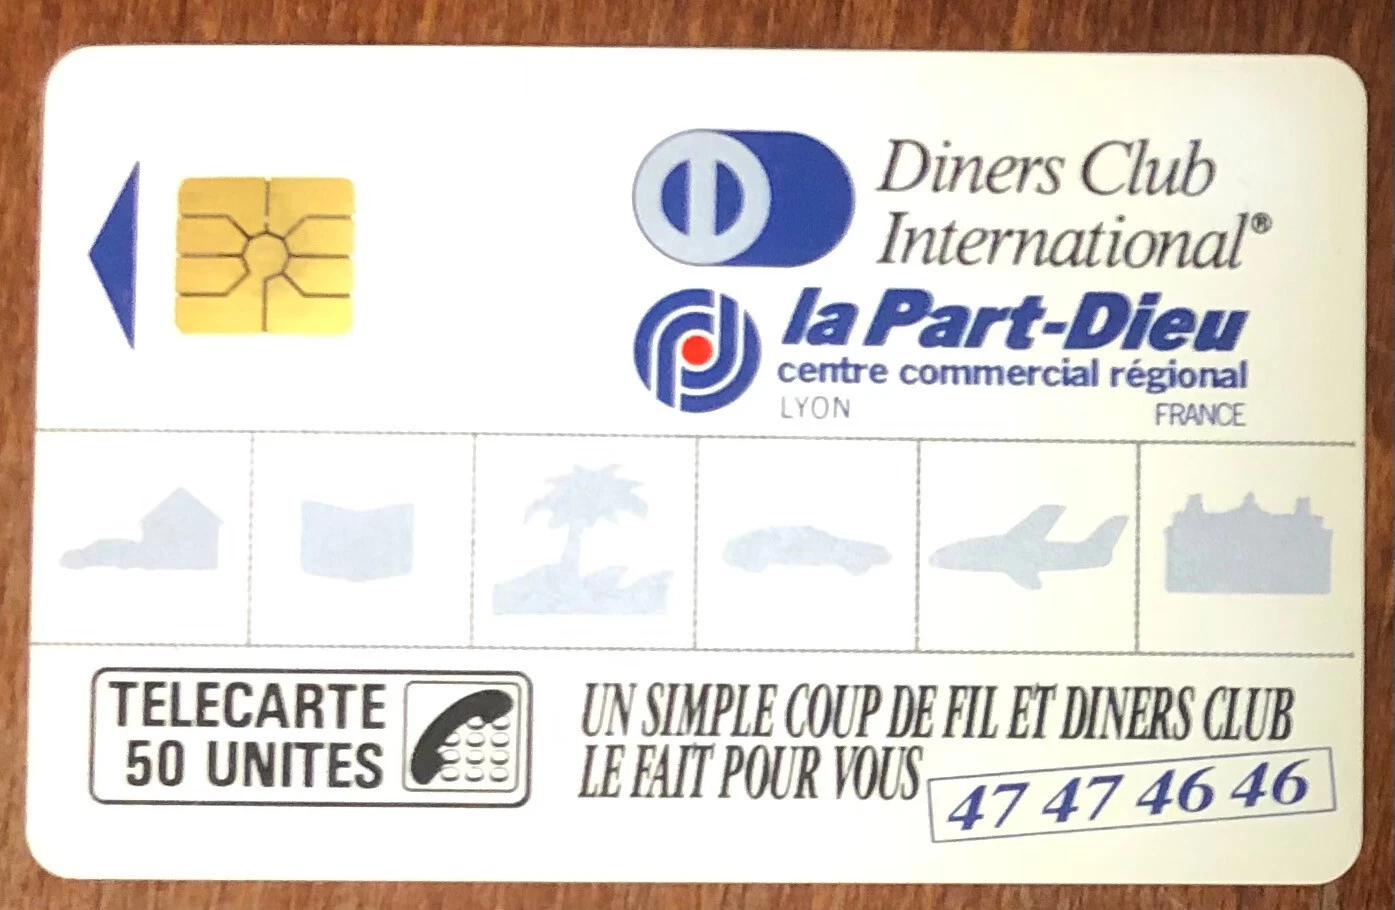 Diners Club
International®
la Part-Dieu
centre commercial régional
LYON FRANCE
TELECARTE
50 UNITES
UN SIMPLE COUP DE FIL ET DINERS CLUB
LE FAIT POUR VOUS
47 47 46 46